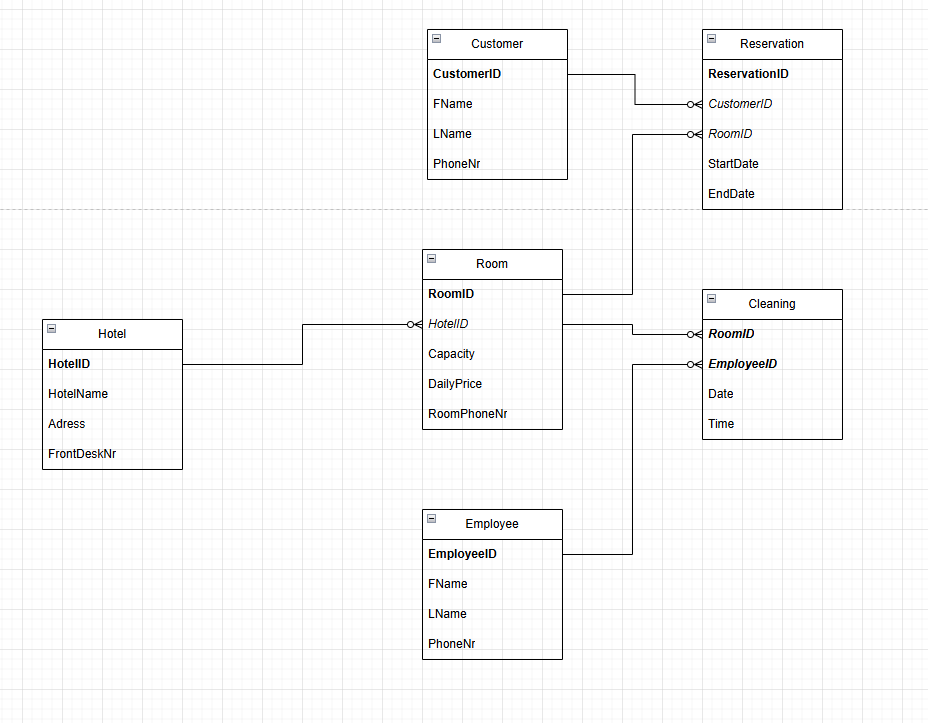 Customer
CustomerID
FName
LName
PhoneNr
Reservation
ReservationID
CustomerID
RoomID
StartDate
EndDate
Room
RoomID
HotelID
Capacity
DailyPrice
RoomPhoneNr
Cleaning
RoomID
EmployeeID
Date
Time
Hotel
HotelID
HotelName
Adress
FrontDeskNr
Employee
EmployeeID
FName
LName
PhoneNr